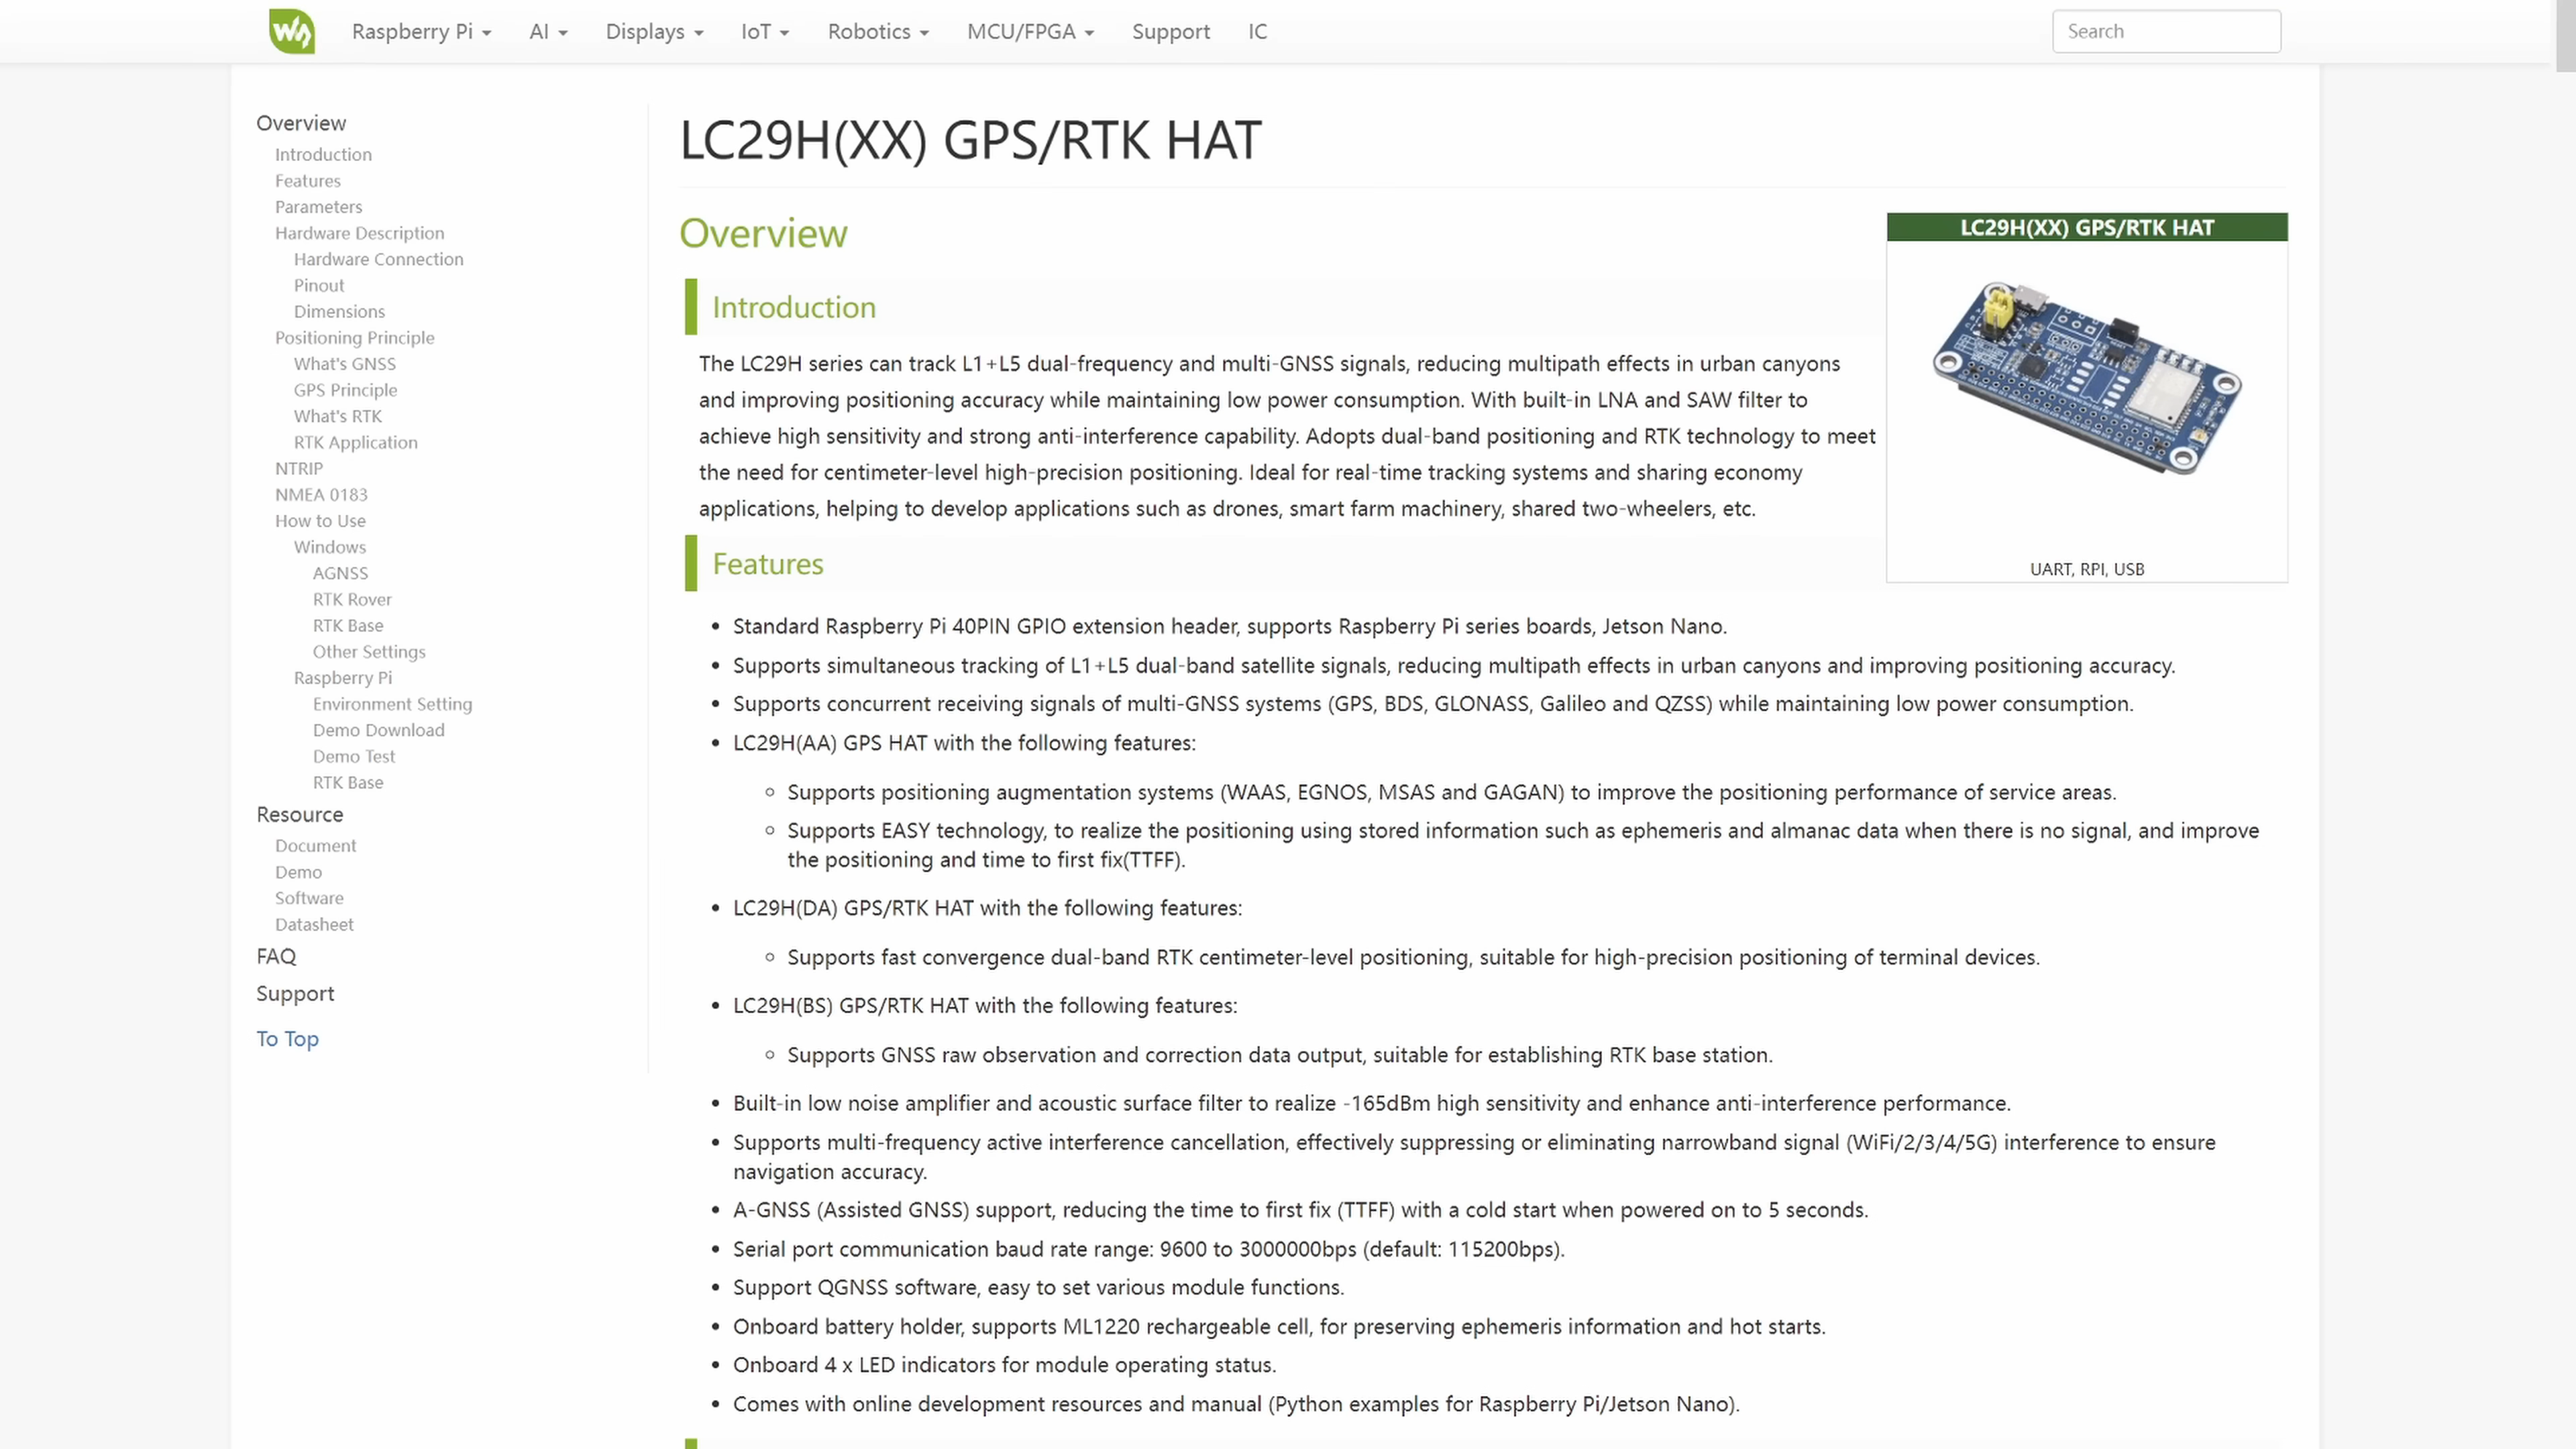 Raspberry Pi AI Displays IoT Robotics MCU/FPGA Support IC Search
Overview
Introduction
Features
Parameters
Hardware Description
Hardware Connection
Pinout
Dimensions
Positioning Principle
What's GNSS
GPS Principle
What's RTK
RTK Application
NTRIP
NMEA 0183
How to Use
Windows
AGNSS
RTK Rover
RTK Base
Other Settings
Raspberry Pi
Environment Setting
Demo Download
Demo Test
RTK Base
Resource
Document
Demo
Software
Datasheet
FAQ
Support
To Top
LC29H(XX) GPS/RTK HAT
Overview
Introduction
The LC29H series can track L1+L5 dual-frequency and multi-GNSS signals, reducing multipath effects in urban canyons
and improving positioning accuracy while maintaining low power consumption. With built-in LNA and SAW filter to
achieve high sensitivity and strong anti-interference capability. Adopts dual-band positioning and RTK technology to meet
the need for centimeter-level high-precision positioning. Ideal for real-time tracking systems and sharing economy
applications, helping to develop applications such as drones, smart farm machinery, shared two-wheelers, etc.
LC29H(XX) GPS/RTK HAT
UART, RPI, USB
Features
• Standard Raspberry Pi 40PIN GPIO extension header, supports Raspberry Pi series boards, Jetson Nano.
• Supports simultaneous tracking of L1+L5 dual-band satellite signals, reducing multipath effects in urban canyons and improving positioning accuracy.
• Supports concurrent receiving signals of multi-GNSS systems (GPS, BDS, GLONASS, Galileo and QZSS) while maintaining low power consumption.
• LC29H(AA) GPS HAT with the following features:
◦ Supports positioning augmentation systems (WAAS, EGNOS, MSAS and GAGAN) to improve the positioning performance of service areas.
◦ Supports EASY technology, to realize the positioning using stored information such as ephemeris and almanac data when there is no signal, and improve
the positioning and time to first fix(TTFF).
• LC29H(DA) GPS/RTK HAT with the following features:
◦ Supports fast convergence dual-band RTK centimeter-level positioning, suitable for high-precision positioning of terminal devices.
• LC29H(BS) GPS/RTK HAT with the following features:
◦ Supports GNSS raw observation and correction data output, suitable for establishing RTK base station.
• Built-in low noise amplifier and acoustic surface filter to realize -165dBm high sensitivity and enhance anti-interference performance.
• Supports multi-frequency active interference cancellation, effectively suppressing or eliminating narrowband signal (WiFi/2/3/4/5G) interference to ensure
navigation accuracy.
• A-GNSS (Assisted GNSS) support, reducing the time to first fix (TTFF) with a cold start when powered on to 5 seconds.
• Serial port communication baud rate range: 9600 to 3000000bps (default: 115200bps).
• Support QGNSS software, easy to set various module functions.
• Onboard battery holder, supports ML1220 rechargeable cell, for preserving ephemeris information and hot starts.
• Onboard 4 x LED indicators for module operating status.
• Comes with online development resources and manual (Python examples for Raspberry Pi/Jetson Nano).